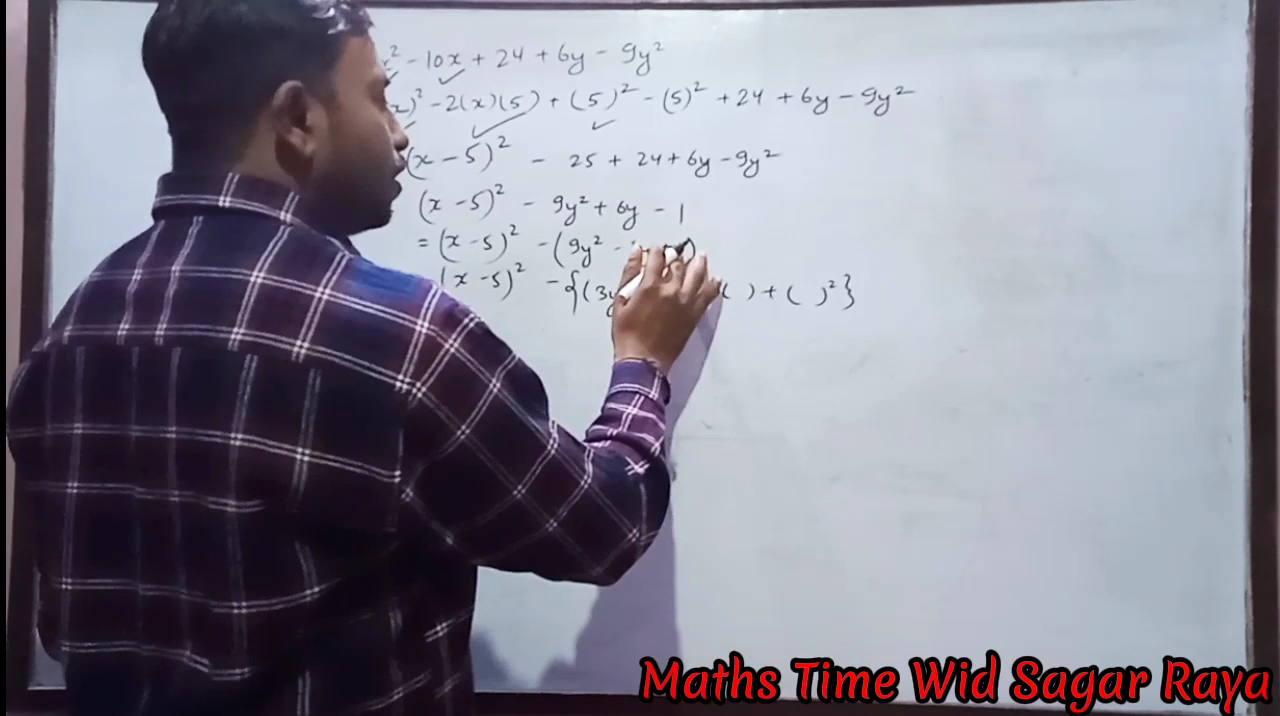 ² - 10x + 24 + 6y - 9y²
x)² - 2(x)(5) + (5)² - (5)² + 24 + 6y - 9y²
(x - 5)² - 25 + 24 + 6y - 9y²
(x - 5)² - 9y² + 6y - 1
= (x - 5)² - (9y² -
(x - 5)² - {(3y ( ) + ( )²}
Maths Time Wid Sagar Raya